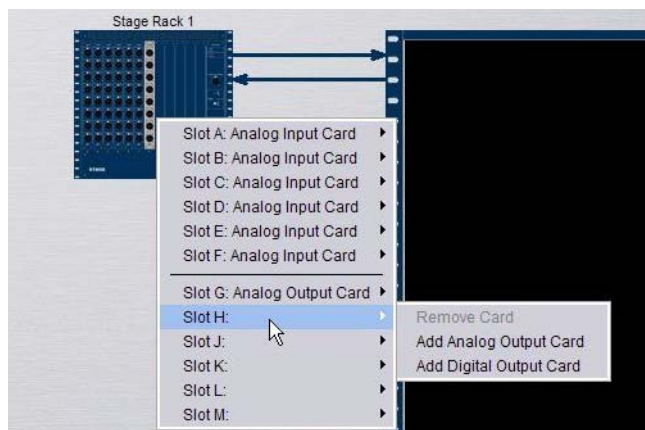 Stage Rack 1
Slot A: Analog Input Card
Slot B: Analog Input Card
Slot C: Analog Input Card
Slot D: Analog Input Card
Slot E: Analog Input Card
Slot F: Analog Input Card
Slot G: Analog Output Card
Slot H:
Remove Card
Slot J:
Add Analog Output Card
Slot K:
Add Digital Output Card
Slot L:
Slot M:
STAGE